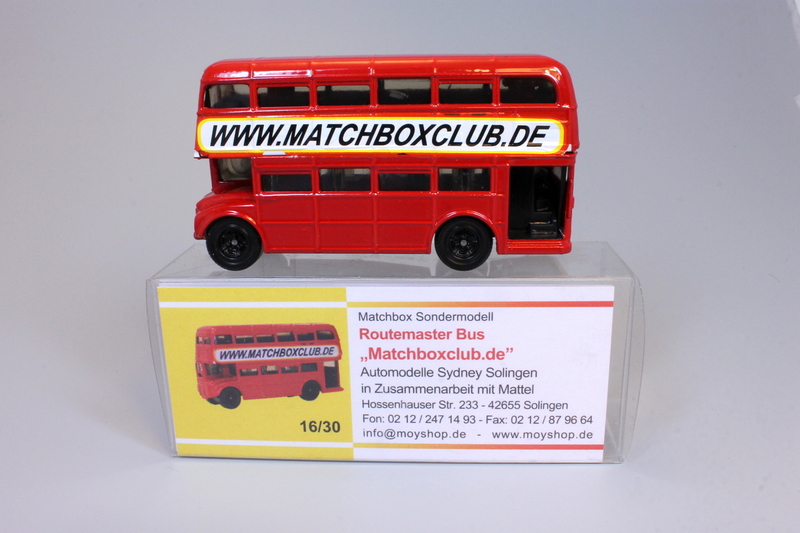 WWW.MATCHBOXCLUB.DE
WWW.MATCHBOXCLUB.DE
16/30
Matchbox Sondermodell
Routemaster Bus
„Matchboxclub.de”
Automodelle Sydney Solingen
in Zusammenarbeit mit Mattel
Hossenhauser Str. 233 - 42655 Solingen
Fon: 02 12 / 247 14 93 - Fax: 02 12 / 87 96 64
info@moyshop.de - www.moyshop.de